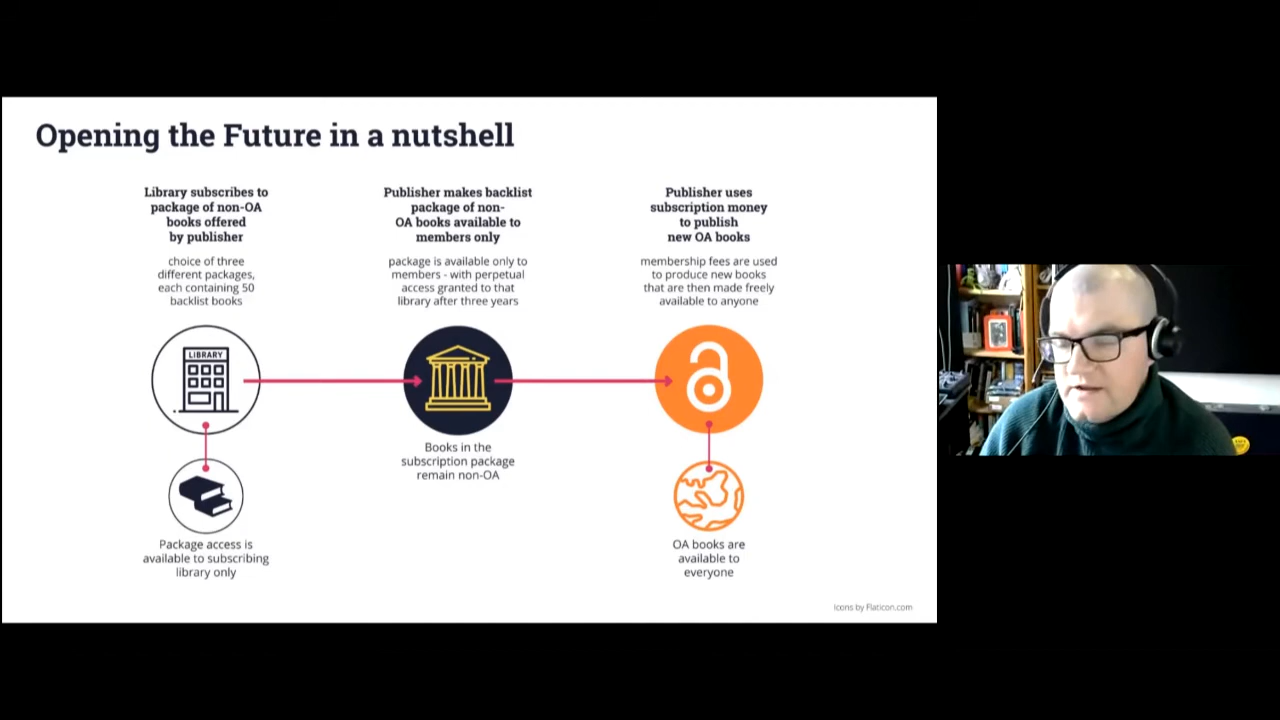 Opening the Future in a nutshell
Library subscribes to
package of non-OA
books offered
by publisher
choice of three
different packages,
each containing 50
backlist books
LIBRARY
Package access is
available to subscribing
library only
Publisher makes backlist
package of non-
OA books available to
members only
package is available only to
members - with perpetual
access granted to that
library after three years
Books in the
subscription package
remain non-OA
Publisher uses
subscription money
to publish
new OA books
membership fees are used
to produce new books
that are then made freely
available to anyone
OA books are
available to
everyone
Icons by Flaticon.com